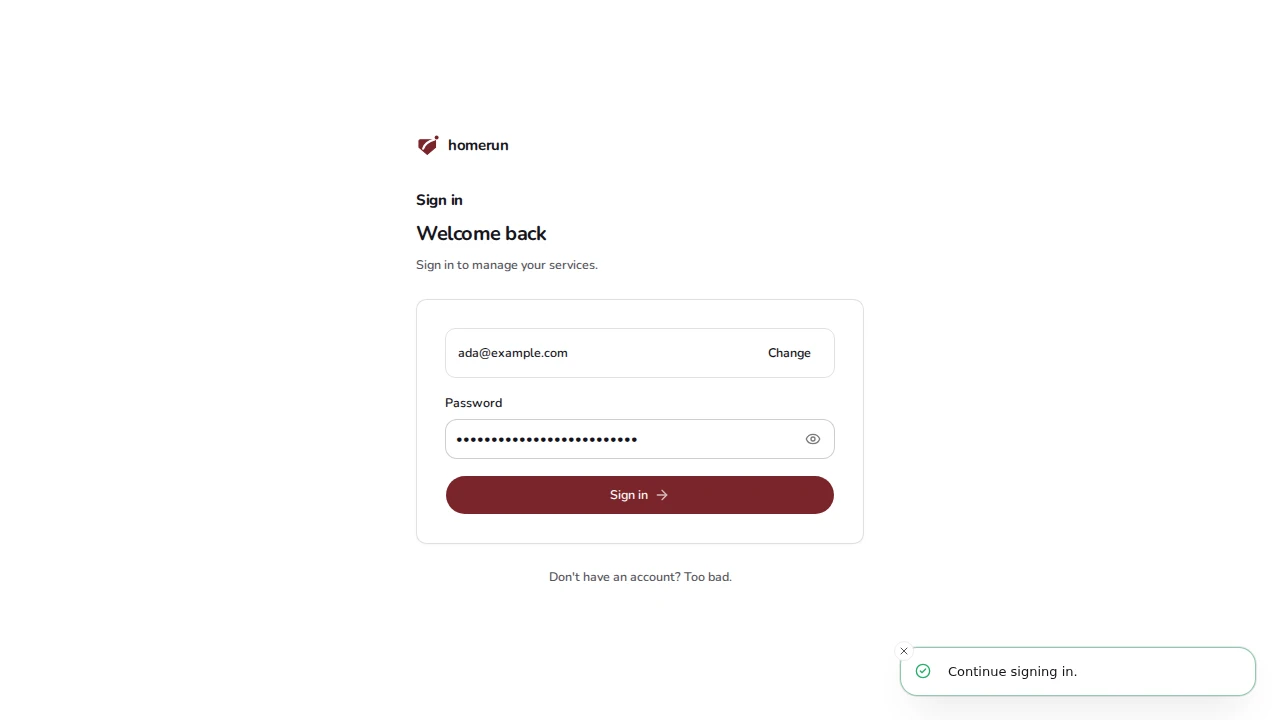 homerun
Sign in
Welcome back
Sign in to manage your services.
ada@example.com
Change
Password
••••••••••••••••••••••••••
Sign in
Don't have an account? Too bad.
Continue signing in.